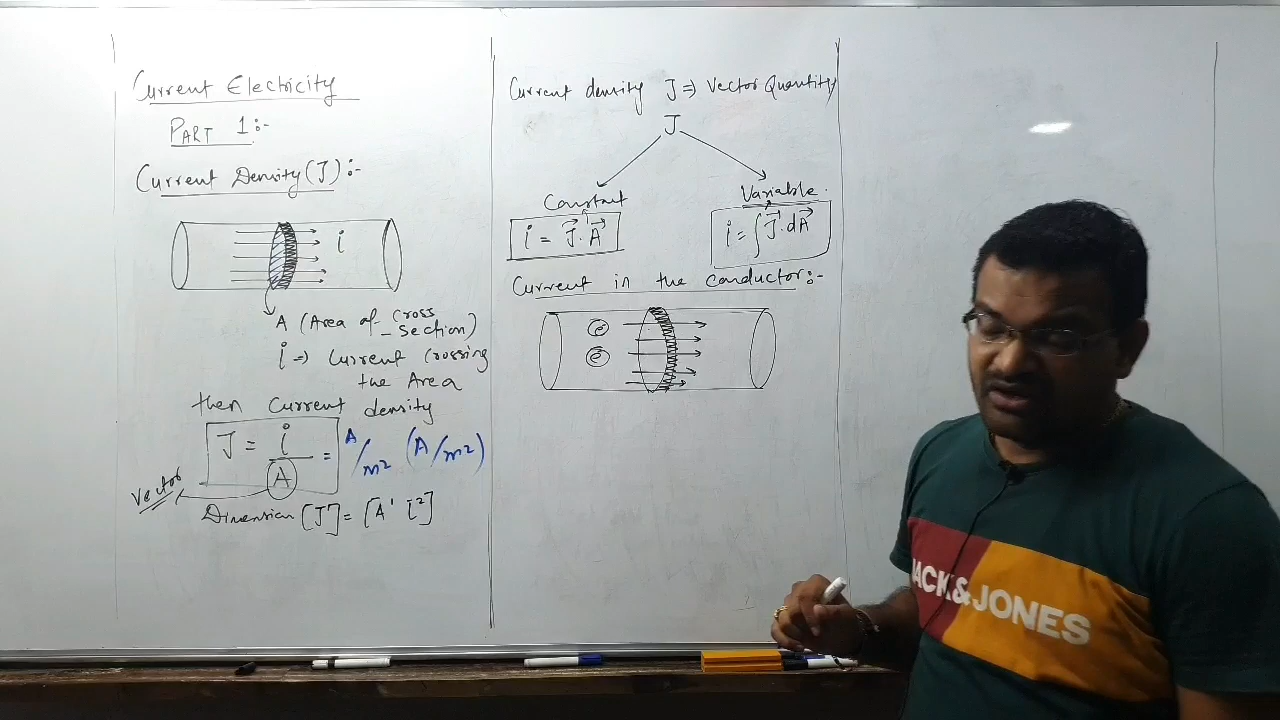 Current Electricity
PART 1:-
Current Density (J):-
i
A (Area of Cross
Section)
i => Current Crossing
the Area
then Current density
J = i/A = A/m2 (A/m2)
Vector
Dimension [J] = [A¹ L⁻²]
Current density J => Vector Quantity
J
Constant
Variable.
i = J⃗.A⃗
i = ∫J⃗.dA⃗
Current in the conductor:-
e
e
JACK & JONES